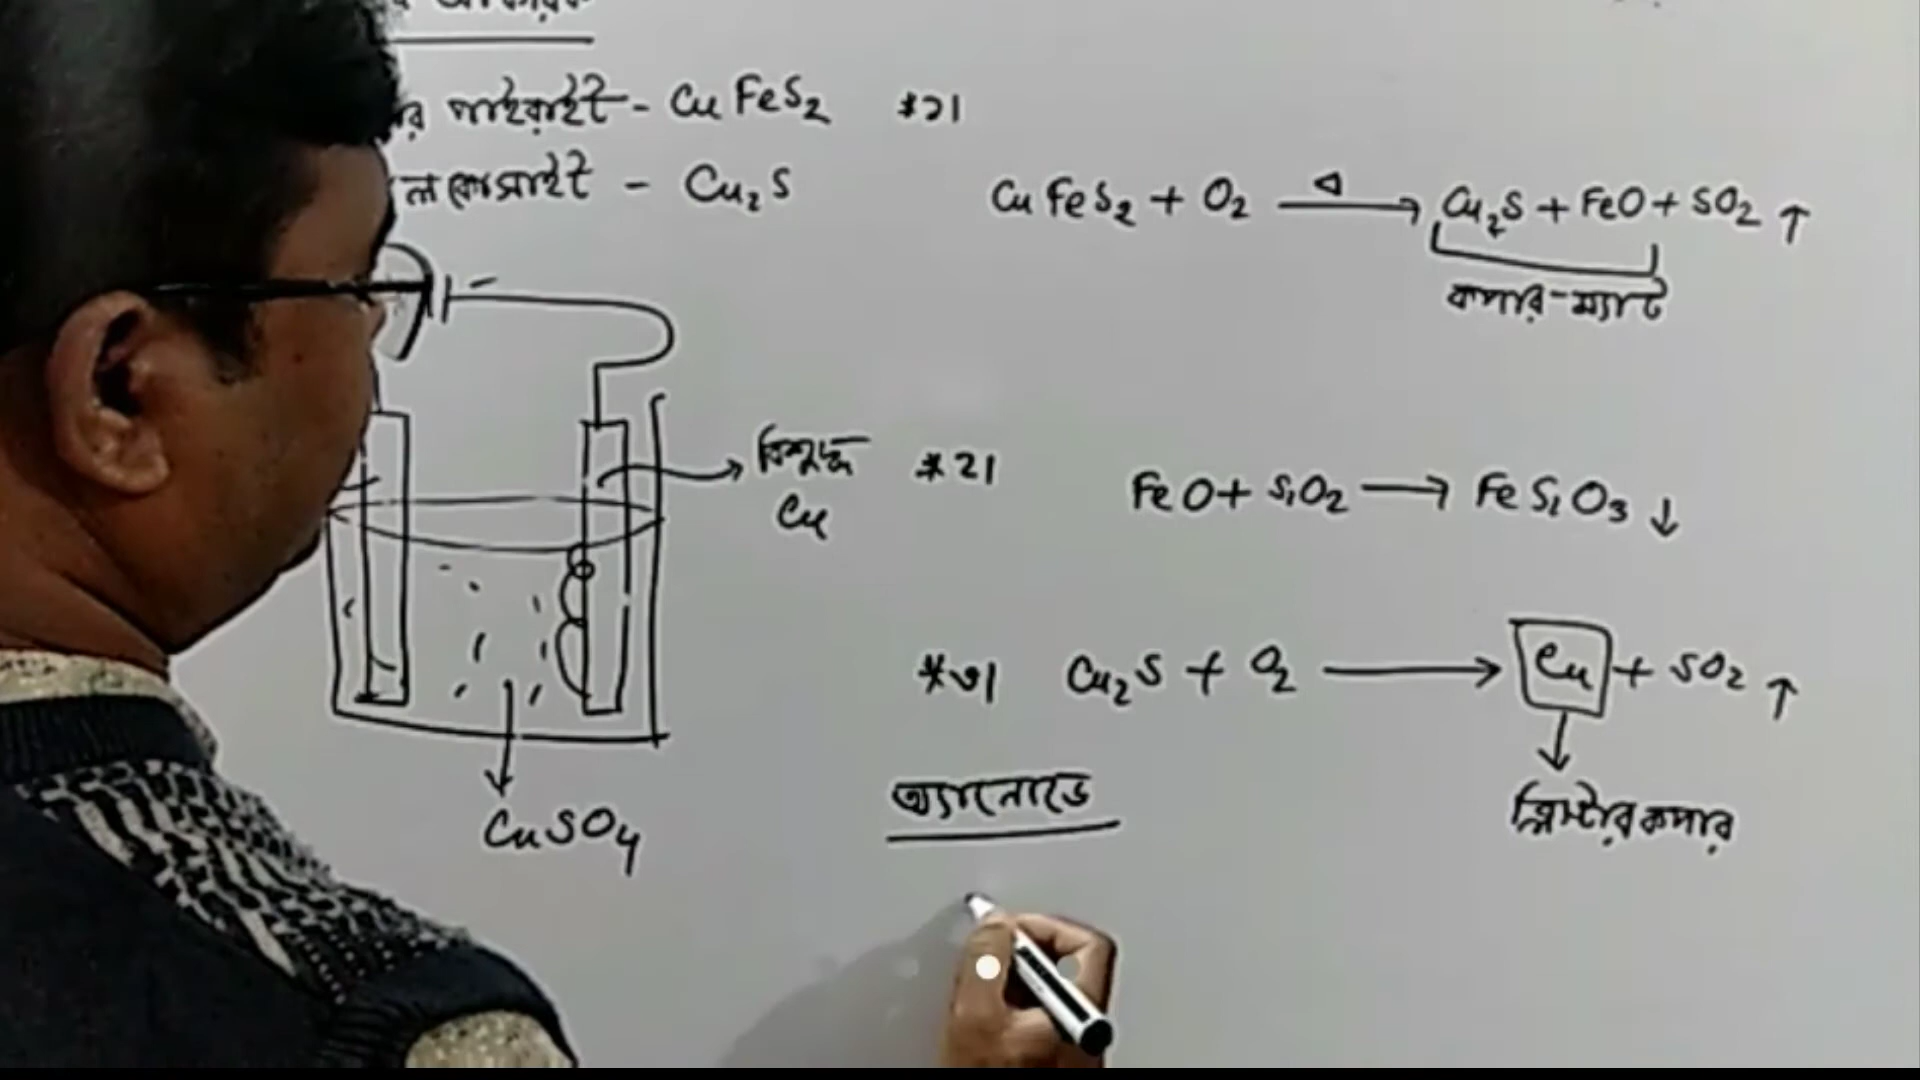 পাইরাইট - CuFeS₂
Cu₂S
*১।
CuFeS₂ + O₂ △→ Cu₂S + FeO + SO₂ ↑
কপার-ম্যাট
বিশুদ্ধ
Cu
*২।
FeO + SiO₂ → FeSiO₃ ↓
*৩। Cu₂S + O₂ → Cu + SO₂ ↑
ব্লিস্টার কপার
CuSO₄
অ্যানোডে